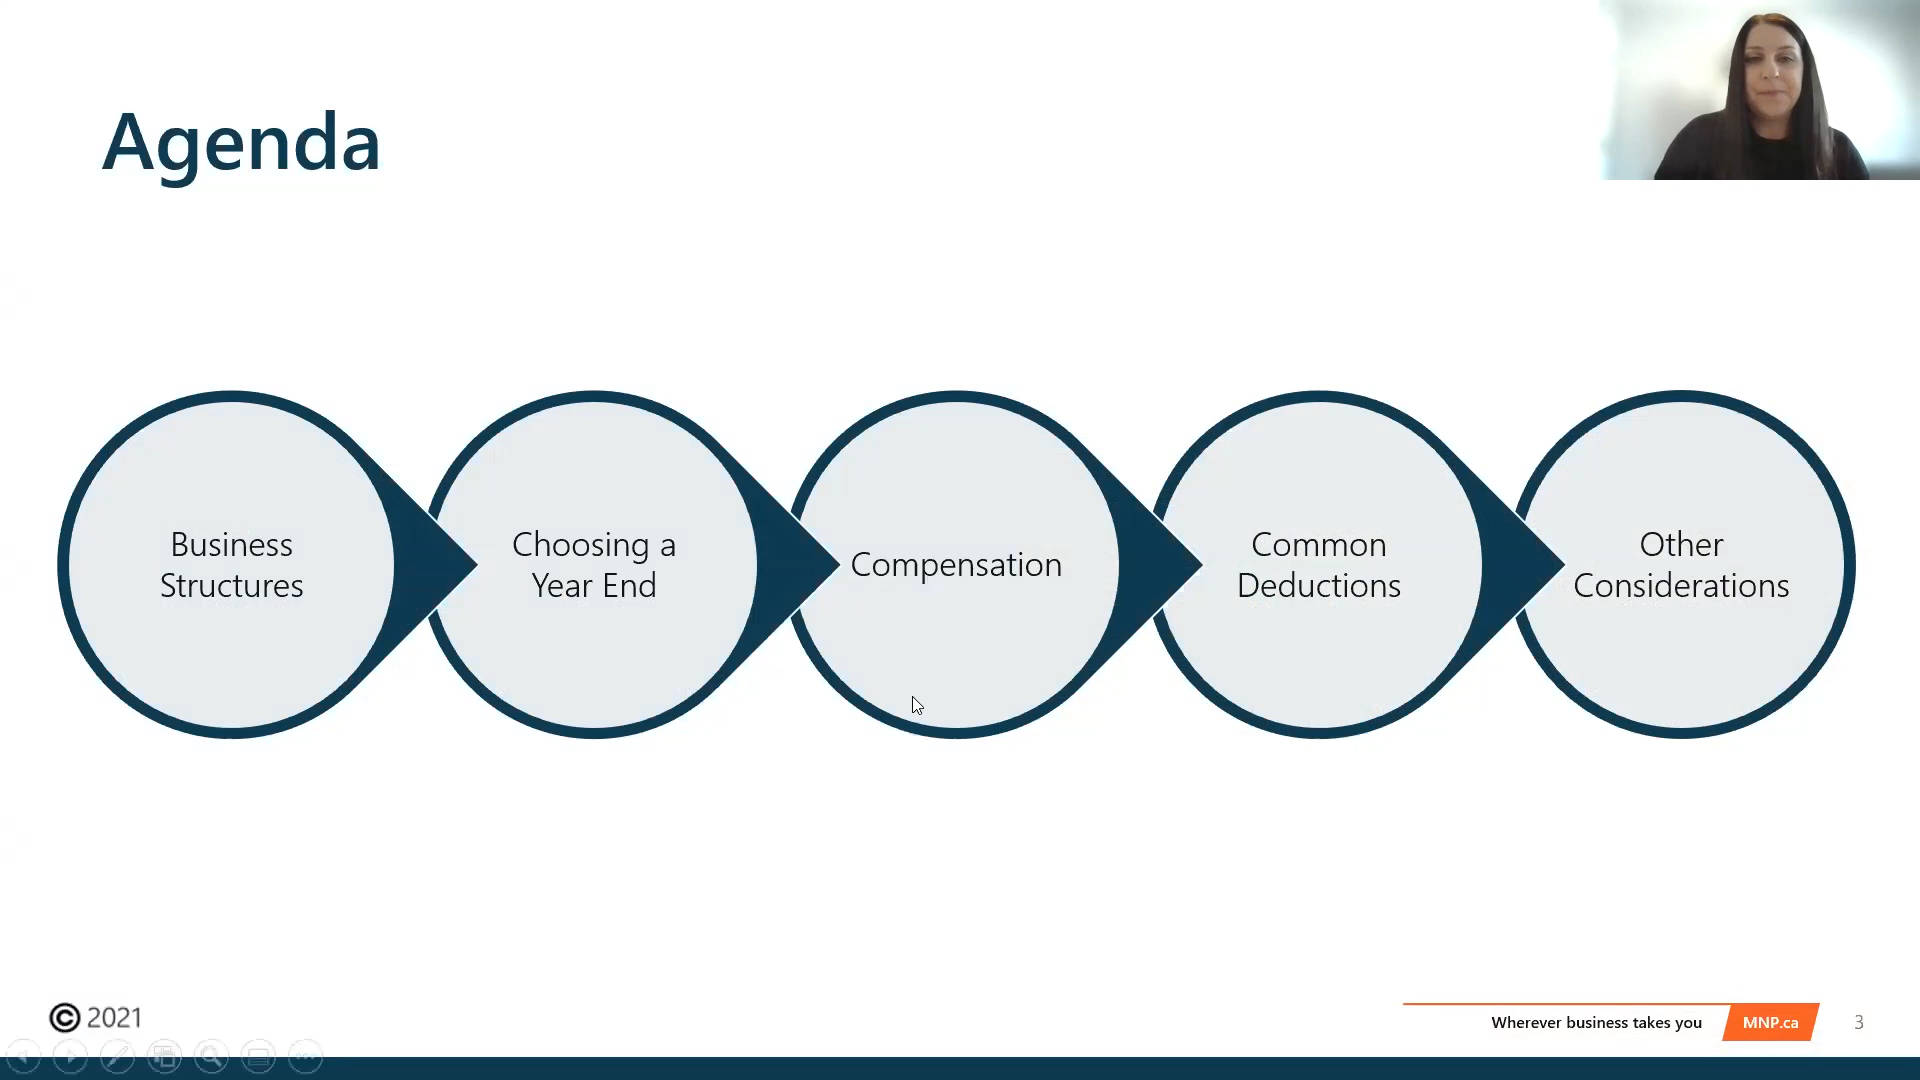 Agenda
Business
Structures
Choosing a
Year End
Compensation
Common
Deductions
Other
Considerations
© 2021
Wherever business takes you
MNP.ca
3